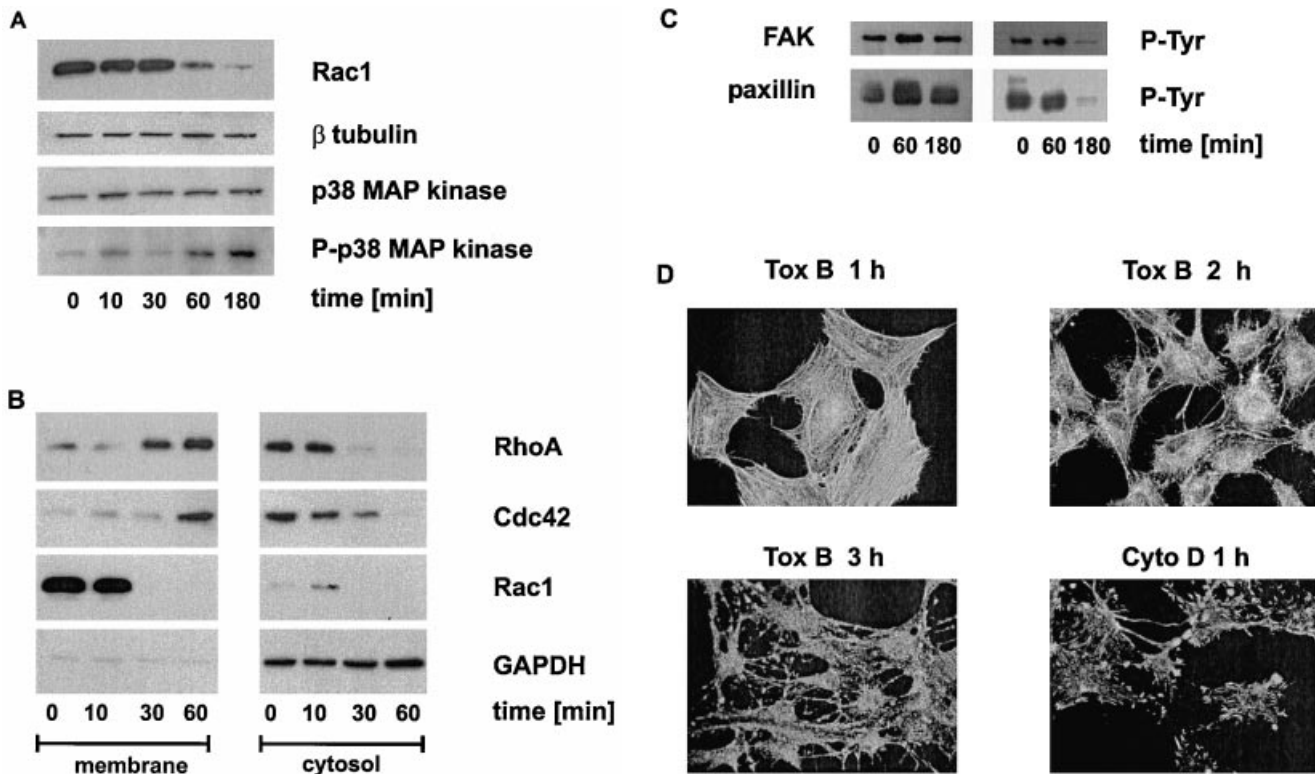 A
Rac1
β tubulin
p38 MAP kinase
P-p38 MAP kinase
0 10 30 60 180 time [min]
B
RhoA
Cdc42
Rac1
GAPDH
0 10 30 60 0 10 30 60 time [min]
membrane cytosol
C
FAK P-Tyr
paxillin P-Tyr
0 60 180 0 60 180 time [min]
D
Tox B 1 h Tox B 2 h
Tox B 3 h Cyto D 1 h